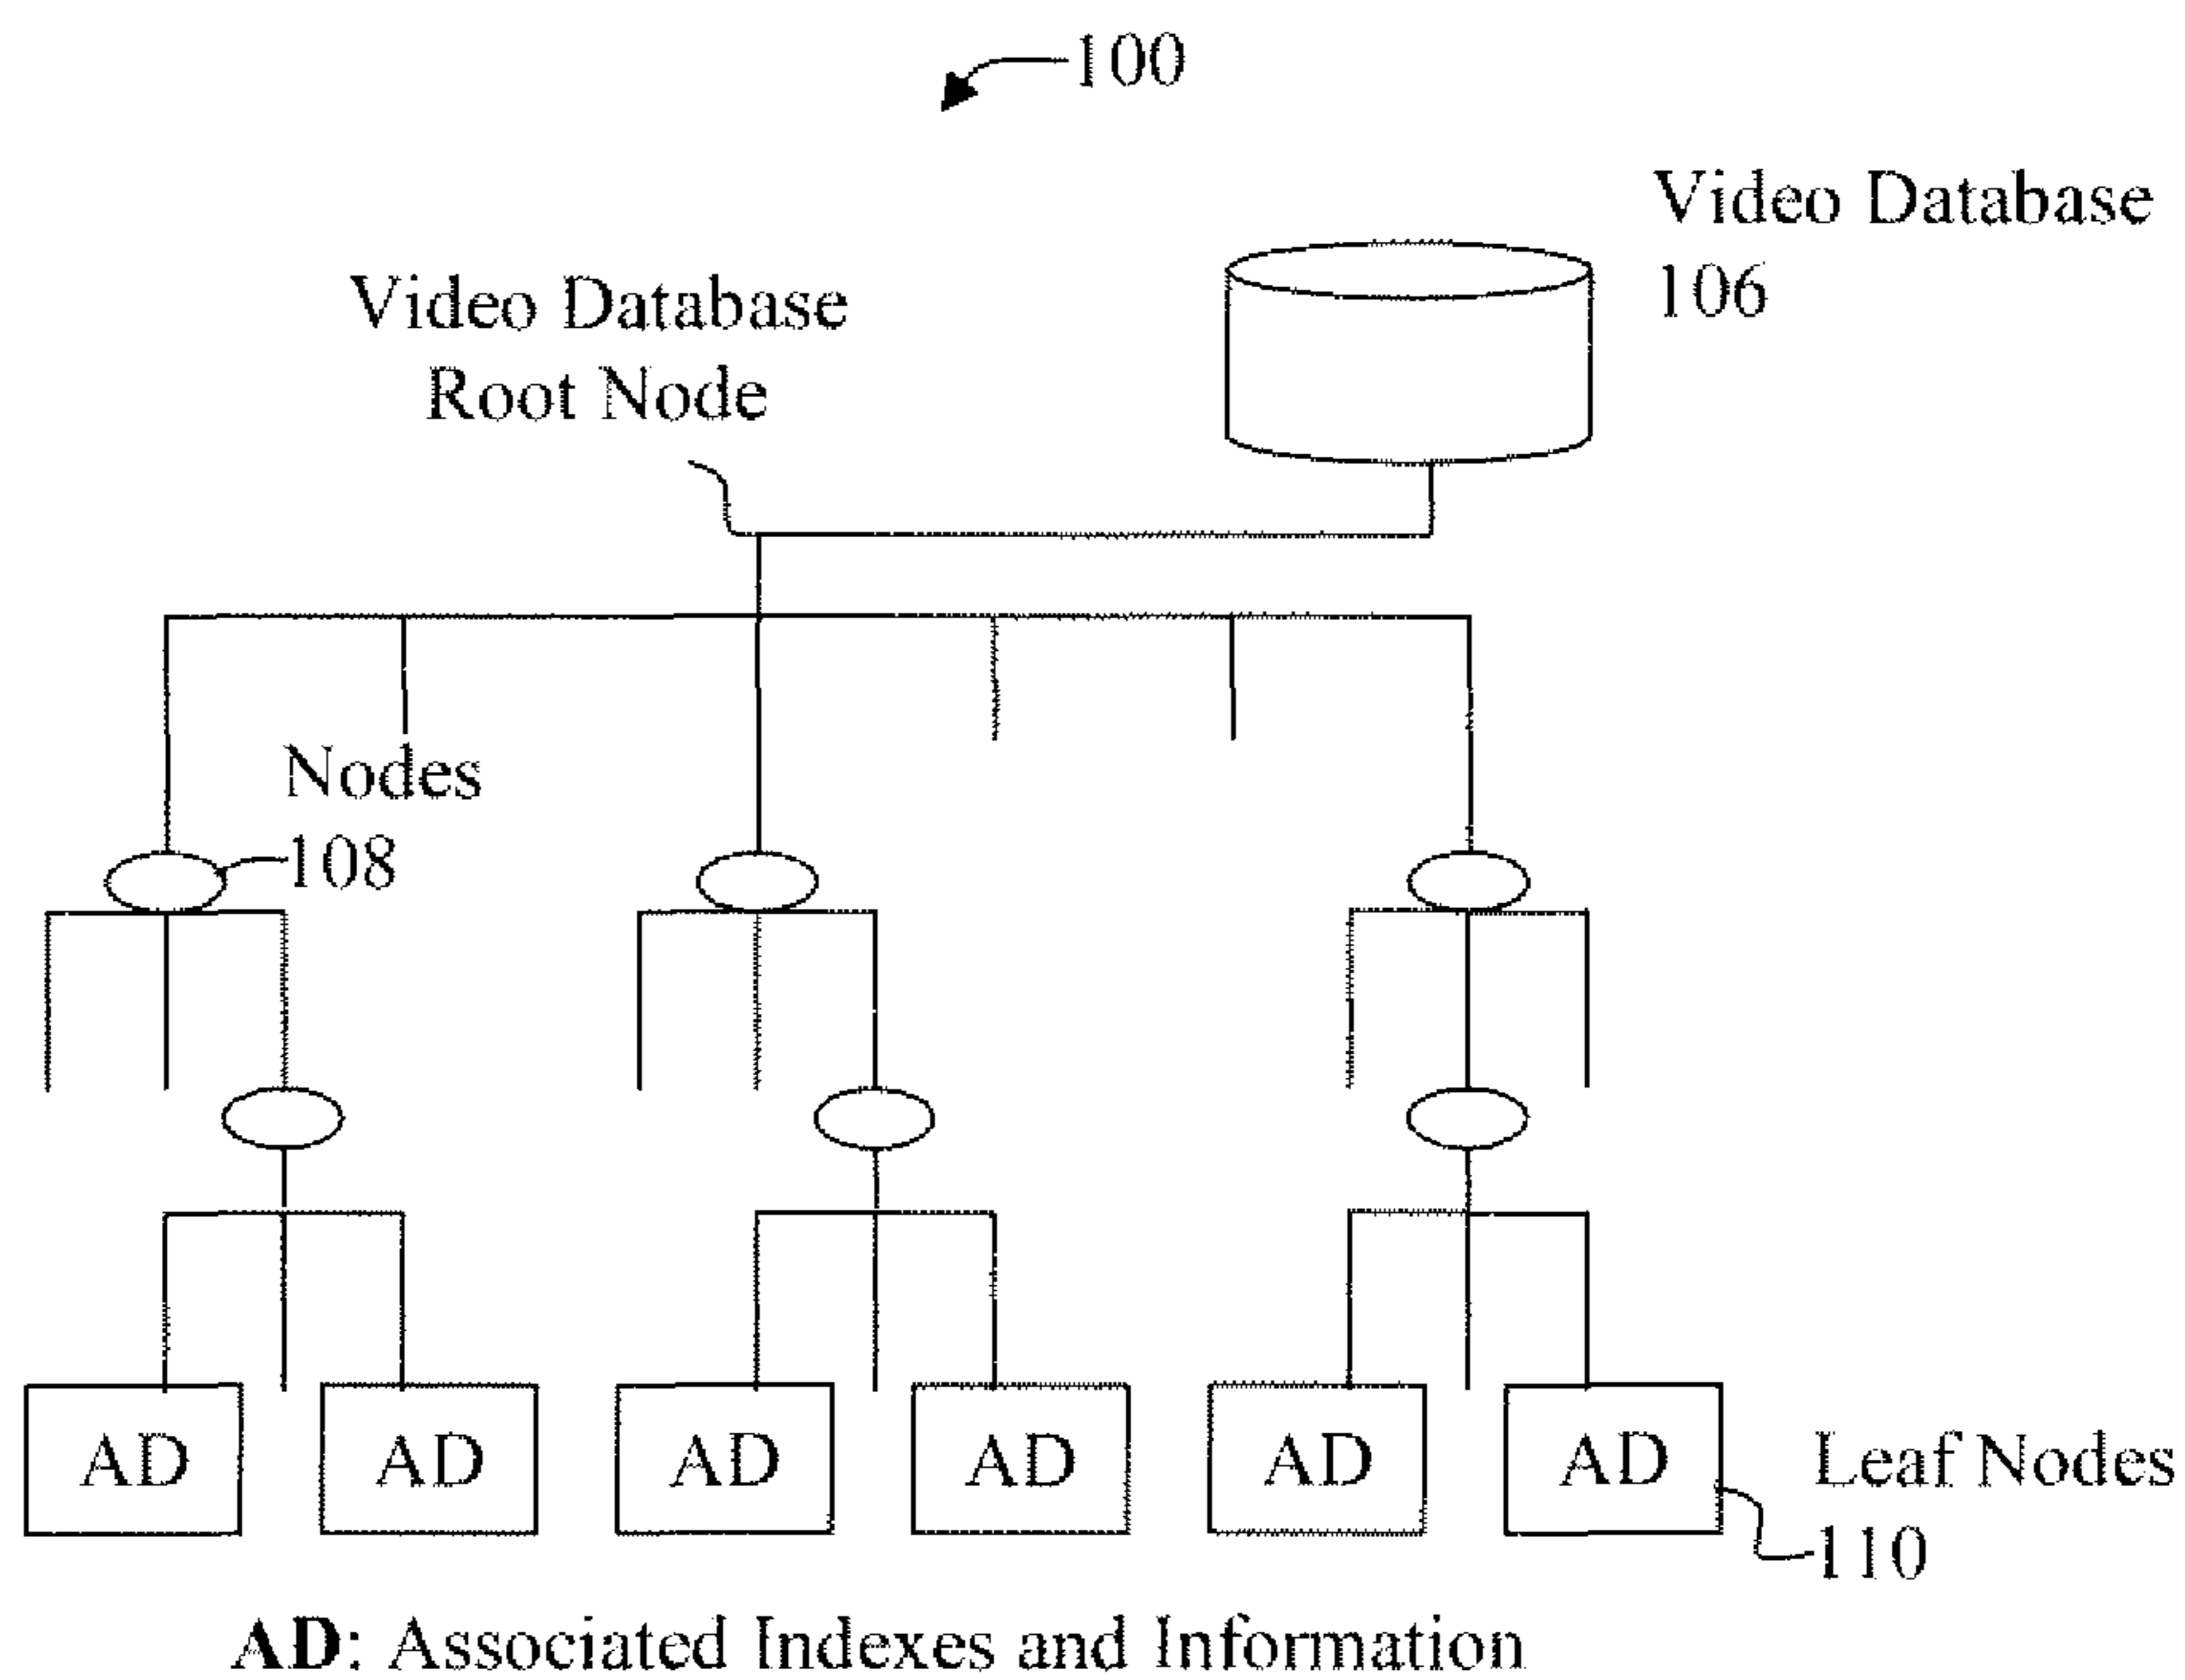 100
Video Database
106
Video Database
Root Node
Nodes
108
AD AD AD AD AD AD
Leaf Nodes
110
AD: Associated Indexes and Information